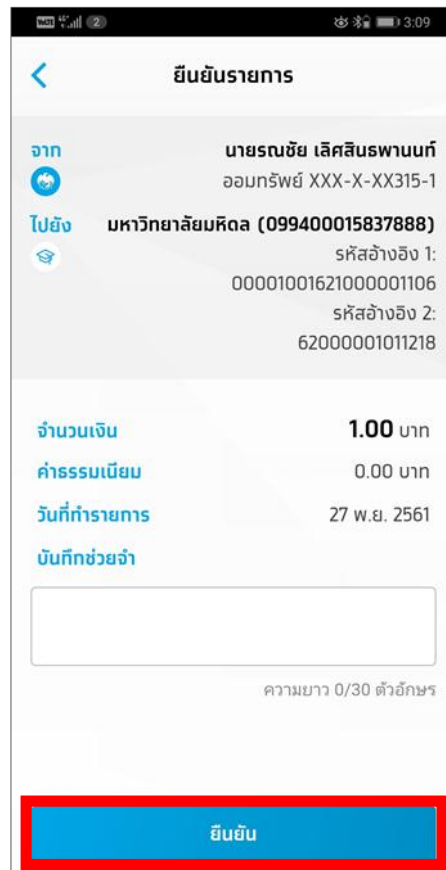 2 3:09
ยืนยันรายการ
จาก นายรณชัย เลิศสินธพานนท์
ออมทรัพย์ XXX-X-XX315-1
ไปยัง มหาวิทยาลัยมหิดล (099400015837888)
รหัสอ้างอิง 1:
00001001621000001106
รหัสอ้างอิง 2:
62000001011218
จำนวนเงิน 1.00 บาท
ค่าธรรมเนียม 0.00 บาท
วันที่ทำรายการ 27 พ.ย. 2561
บันทึกช่วยจำ
ความยาว 0/30 ตัวอักษร
ยืนยัน